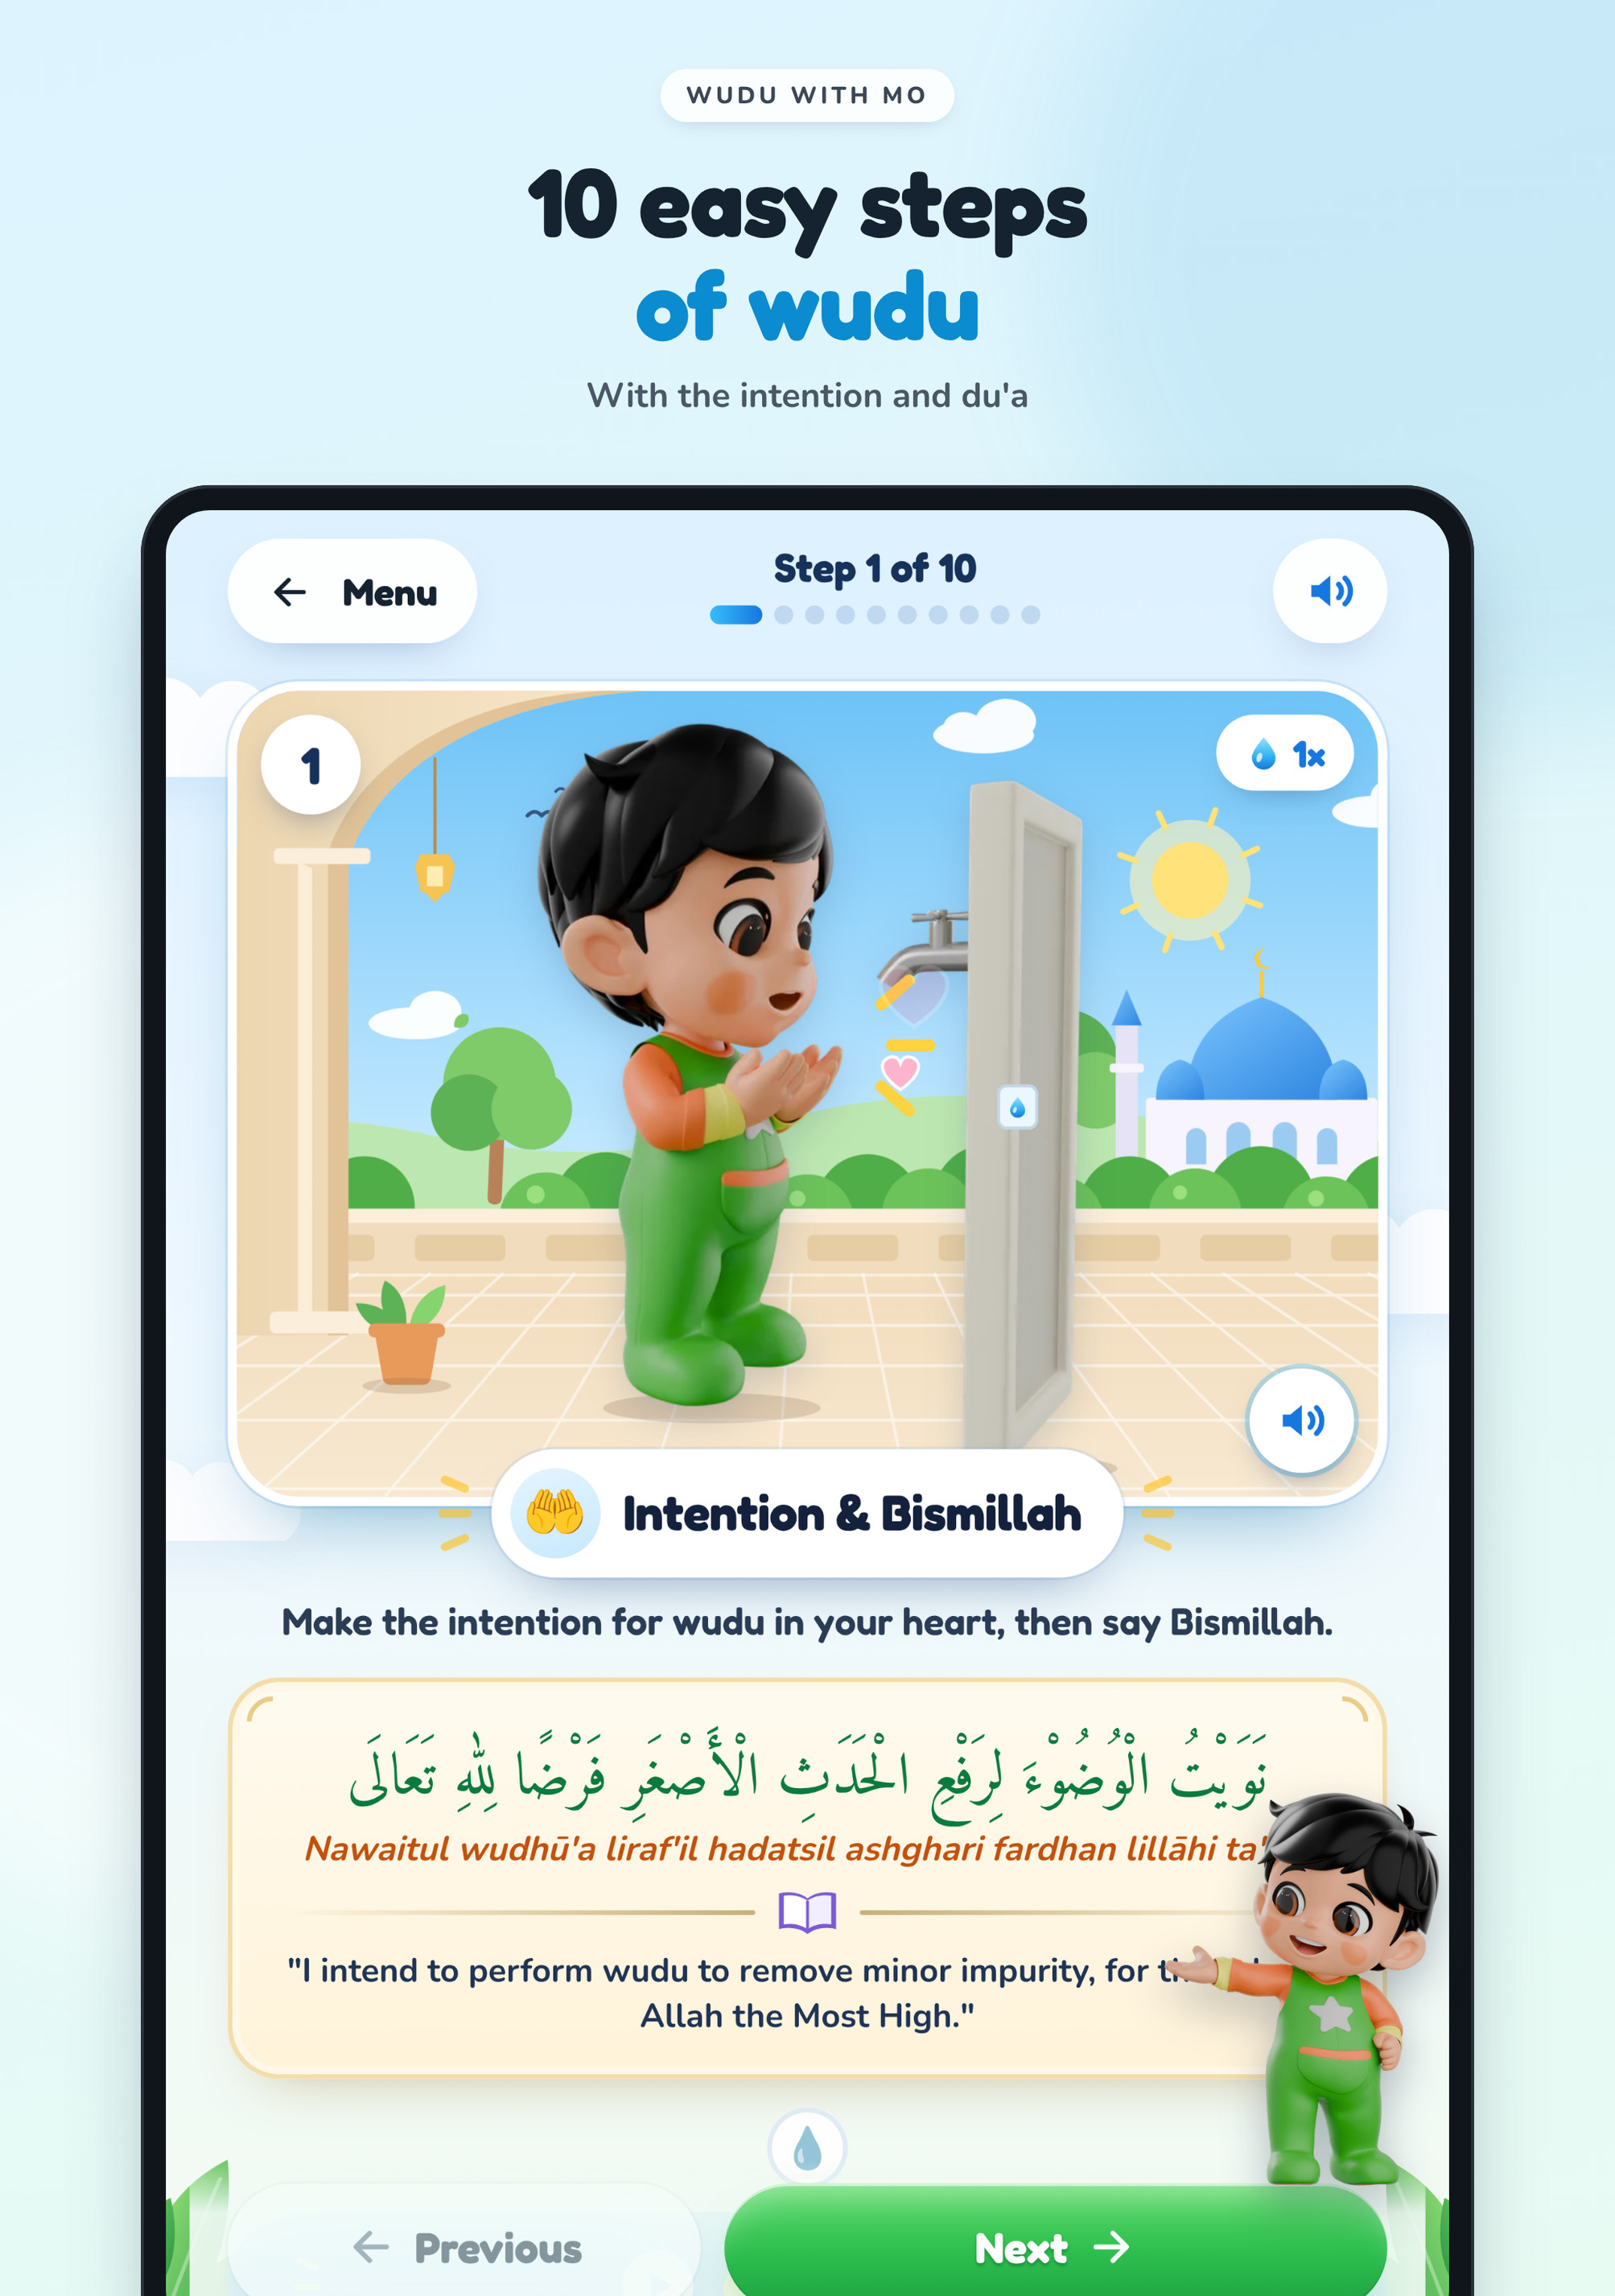 WUDU WITH MO
10 easy steps
of wudu
With the intention and du'a
Menu
Step 1 of 10
1
1x
Intention & Bismillah
Make the intention for wudu in your heart, then say Bismillah.
نَوَيْتُ الْوُضُوْءَ لِرَفْعِ الْحَدَثِ الْأَصْغَرِ فَرْضًا لِلّٰهِ تَعَالَى
Nawaitul wudhū'a liraf'il hadatsil ashghari fardhan lillāhi
"I intend to perform wudu to remove minor impurity, for
Allah the Most High."
Previous
Next